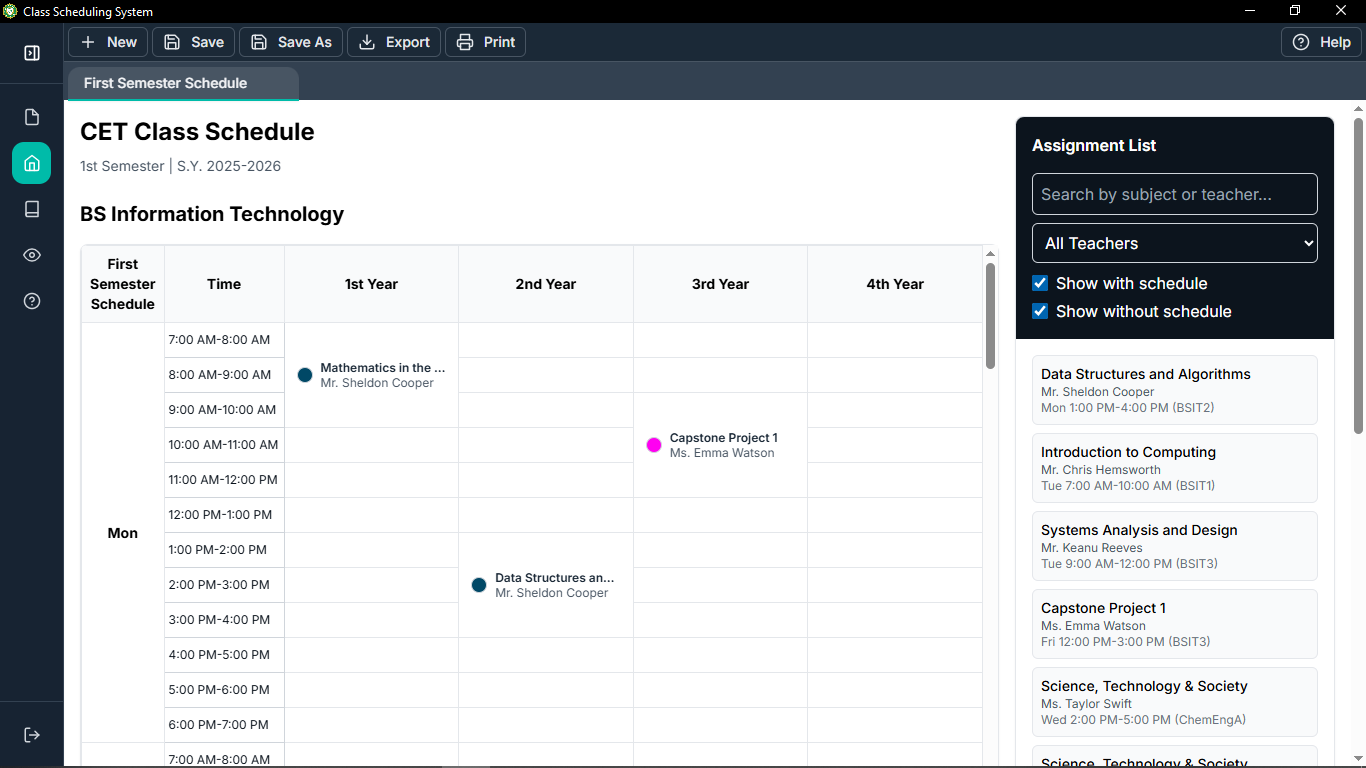 Class Scheduling System
New Save Save As Export Print Help
First Semester Schedule
CET Class Schedule
1st Semester | S.Y. 2025-2026
BS Information Technology
First Semester Schedule Time 1st Year 2nd Year 3rd Year 4th Year
Mon
7:00 AM-8:00 AM
8:00 AM-9:00 AM
9:00 AM-10:00 AM
10:00 AM-11:00 AM
11:00 AM-12:00 PM
12:00 PM-1:00 PM
1:00 PM-2:00 PM
2:00 PM-3:00 PM
3:00 PM-4:00 PM
4:00 PM-5:00 PM
5:00 PM-6:00 PM
6:00 PM-7:00 PM
7:00 AM-8:00 AM
Mathematics in the ...
Mr. Sheldon Cooper
Data Structures an...
Mr. Sheldon Cooper
Capstone Project 1
Ms. Emma Watson
Assignment List
Search by subject or teacher...
All Teachers
Show with schedule
Show without schedule
Data Structures and Algorithms
Mr. Sheldon Cooper
Mon 1:00 PM-4:00 PM (BSIT2)
Introduction to Computing
Mr. Chris Hemsworth
Tue 7:00 AM-10:00 AM (BSIT1)
Systems Analysis and Design
Mr. Keanu Reeves
Tue 9:00 AM-12:00 PM (BSIT3)
Capstone Project 1
Ms. Emma Watson
Fri 12:00 PM-3:00 PM (BSIT3)
Science, Technology & Society
Ms. Taylor Swift
Wed 2:00 PM-5:00 PM (ChemEngA)
Science, Technology & Society